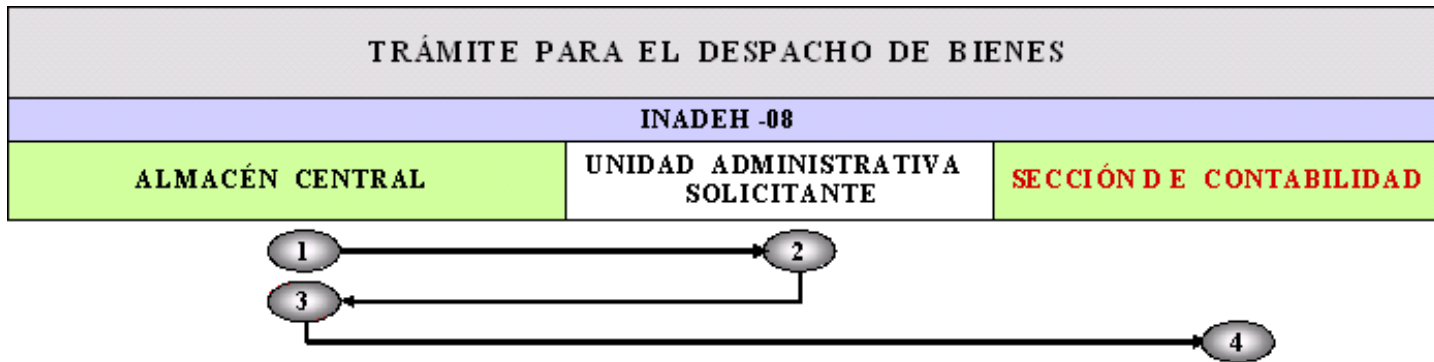 TRÁMITE PARA EL DESPACHO DE BIENES
INADEH -08
ALMACÉN CENTRAL
UNIDAD ADMINISTRATIVA
SOLICITANTE
SECCIÓN DE CONTABILIDAD
1
2
3
4